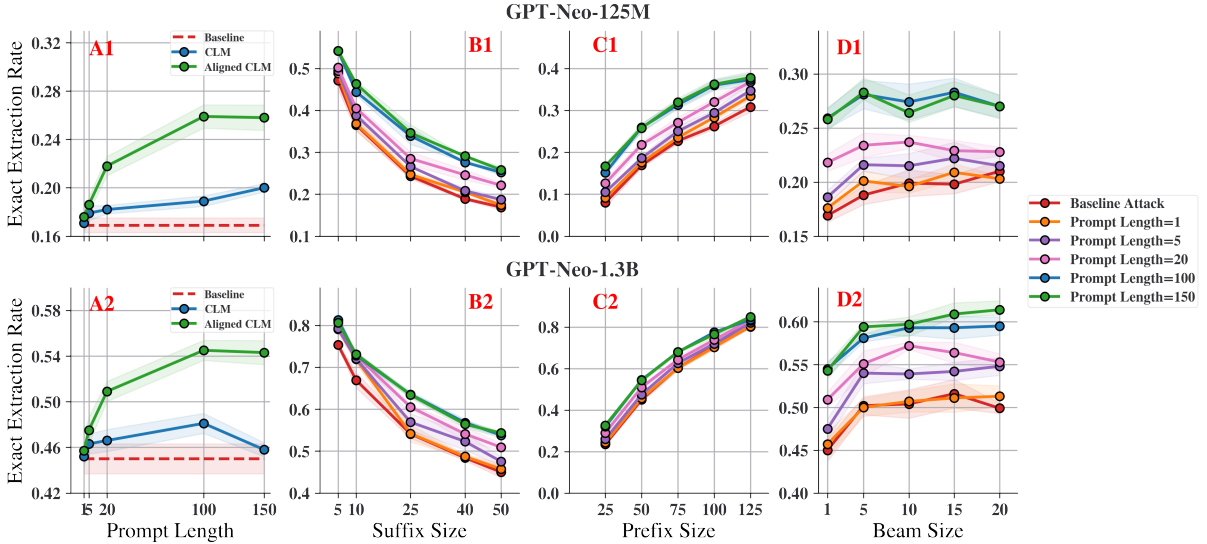 GPT-Neo-125M
Exact Extraction Rate
0.32
0.28
0.24
0.20
0.16
A1
Baseline
CLM
Aligned CLM
0.5
0.4
0.3
0.2
0.1
B1
0.4
0.3
0.2
0.1
0.0
C1
0.30
0.25
0.20
0.15
D1
Baseline Attack
Prompt Length=1
Prompt Length=5
Prompt Length=20
Prompt Length=100
Prompt Length=150
GPT-Neo-1.3B
Exact Extraction Rate
0.58
0.54
0.50
0.46
0.42
A2
Baseline
CLM
Aligned CLM
1 5 20 100 150
Prompt Length
0.8
0.7
0.6
0.5
0.4
B2
5 10 25 40 50
Suffix Size
0.8
0.6
0.4
0.2
0.0
C2
25 50 75 100 125
Prefix Size
0.60
0.55
0.50
0.45
0.40
D2
1 5 10 15 20
Beam Size